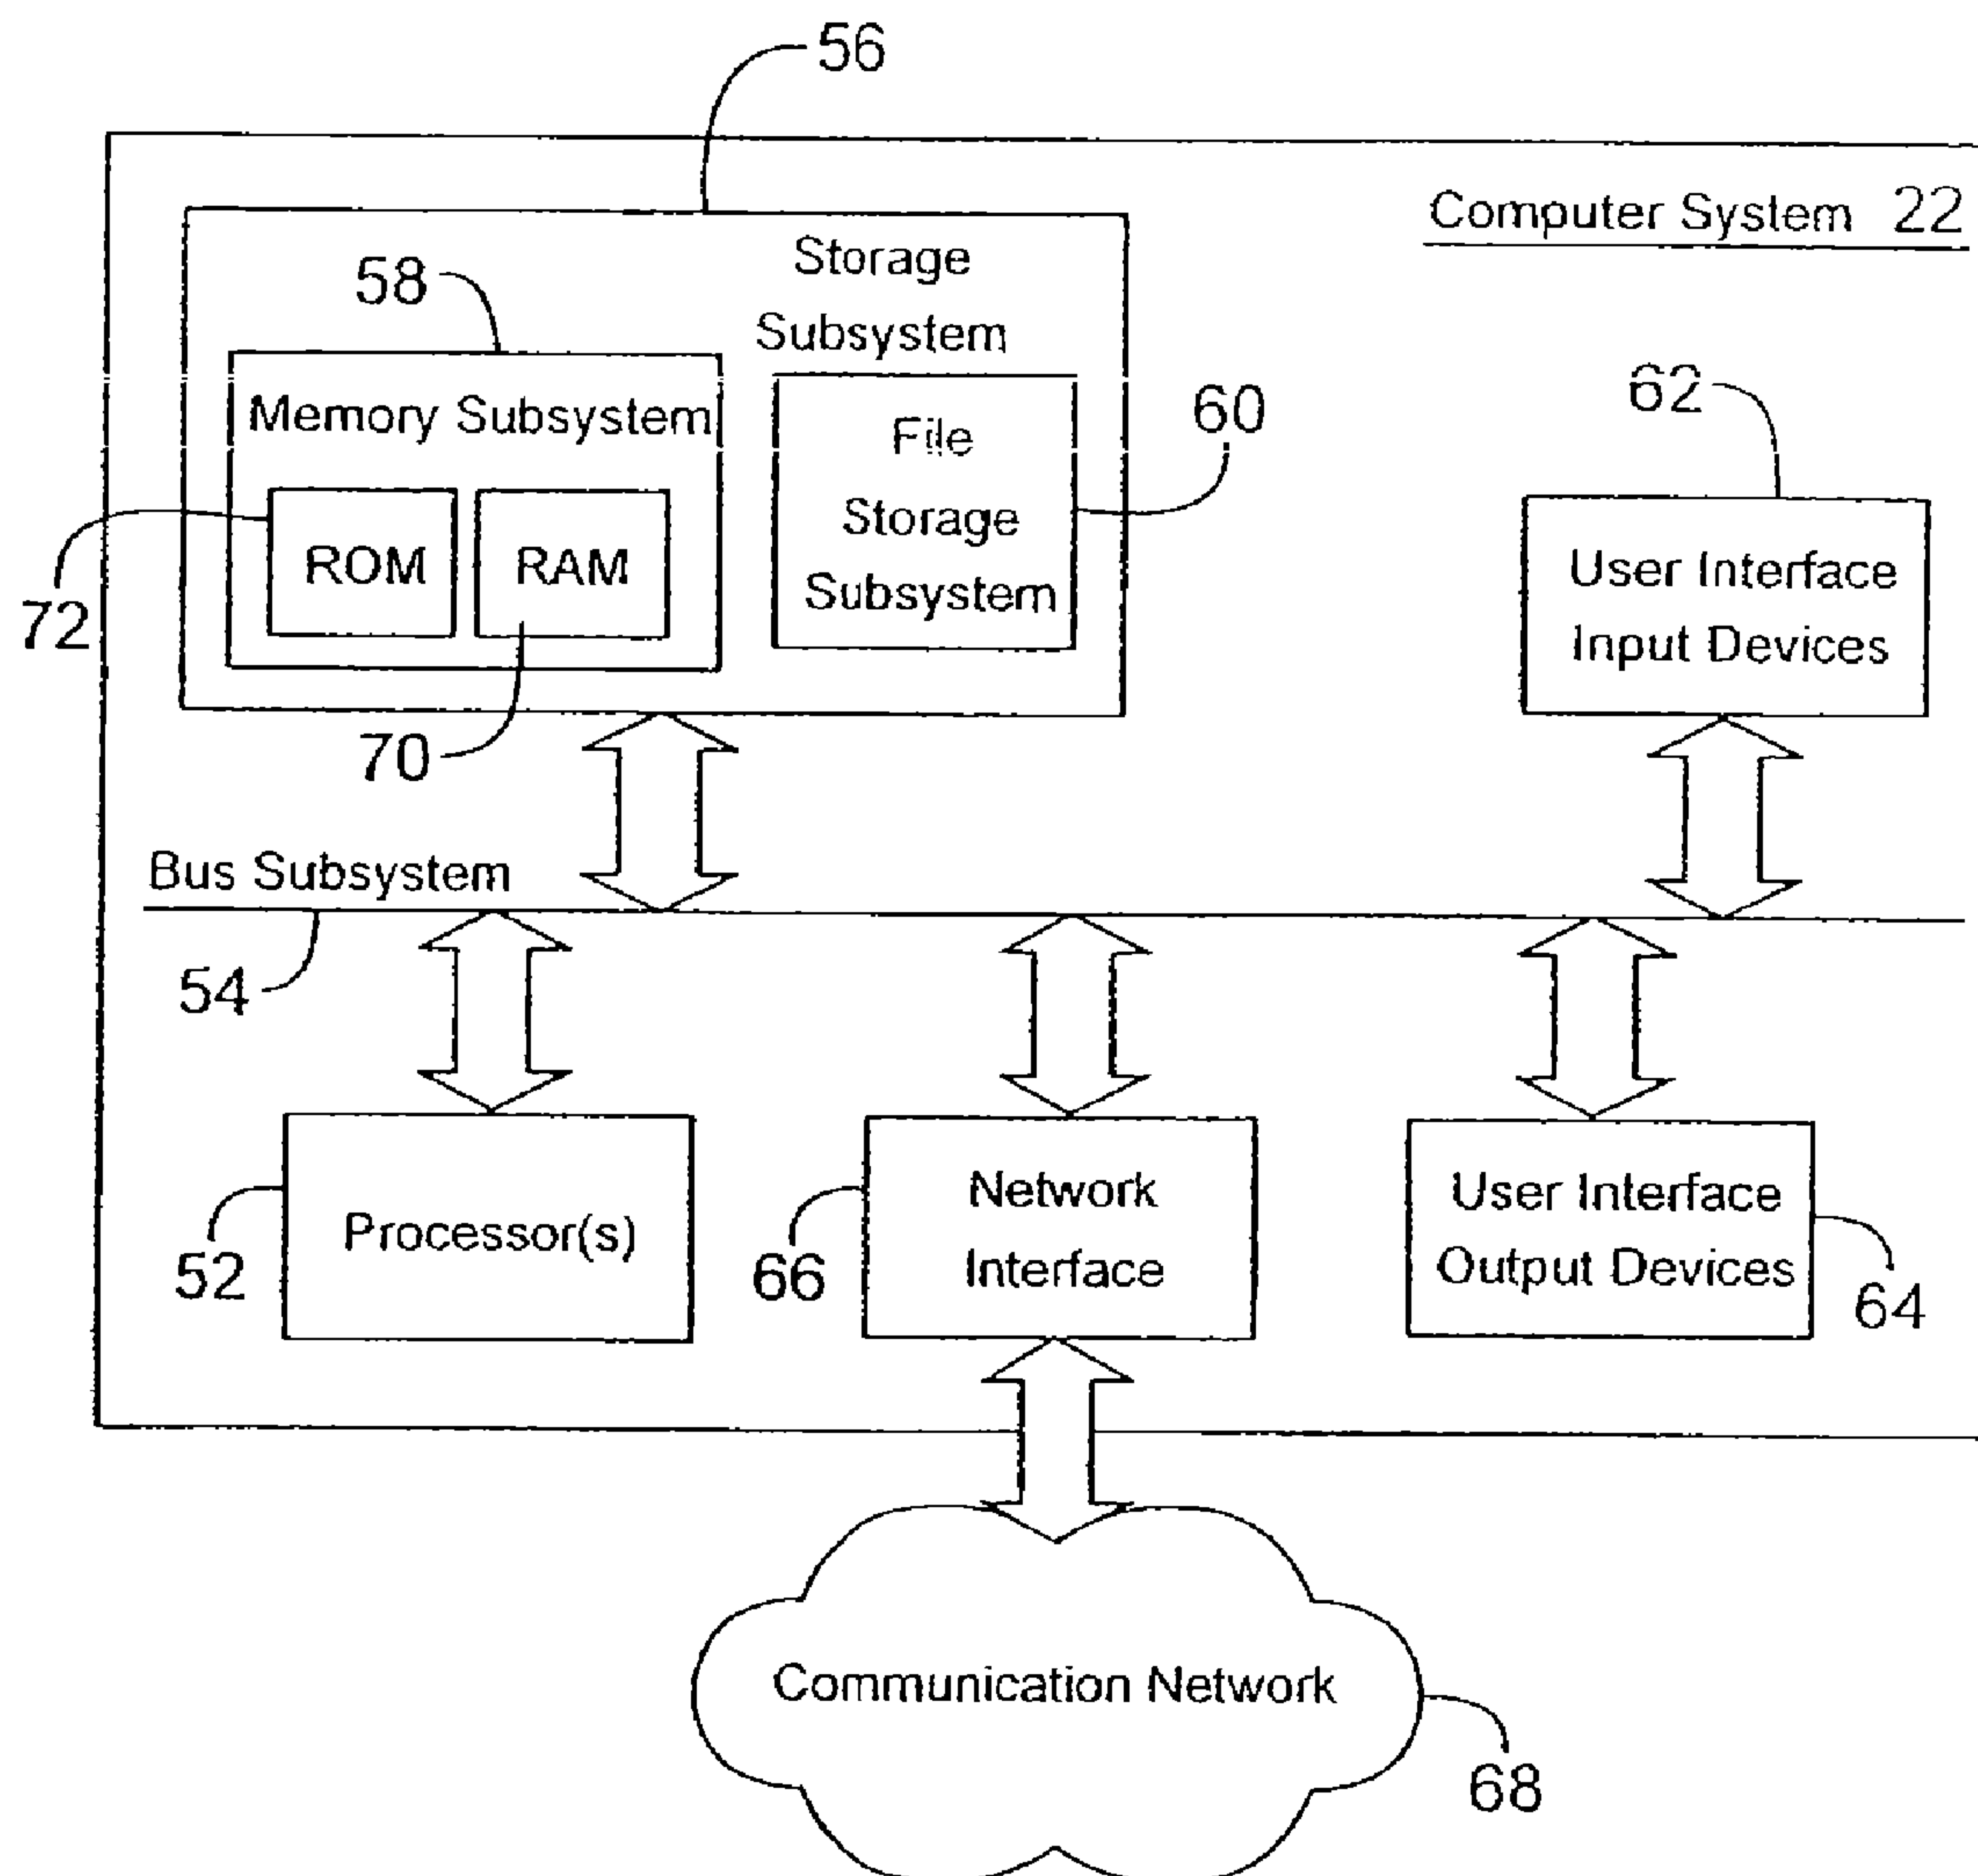 56
Computer System 22
Storage
Subsystem
58
Memory Subsystem
File
Storage
Subsystem
60
62
72
ROM
RAM
70
User Interface
Input Devices
Bus Subsystem
54
Processor(s)
52
Network
Interface
66
User Interface
Output Devices
64
Communication Network
68